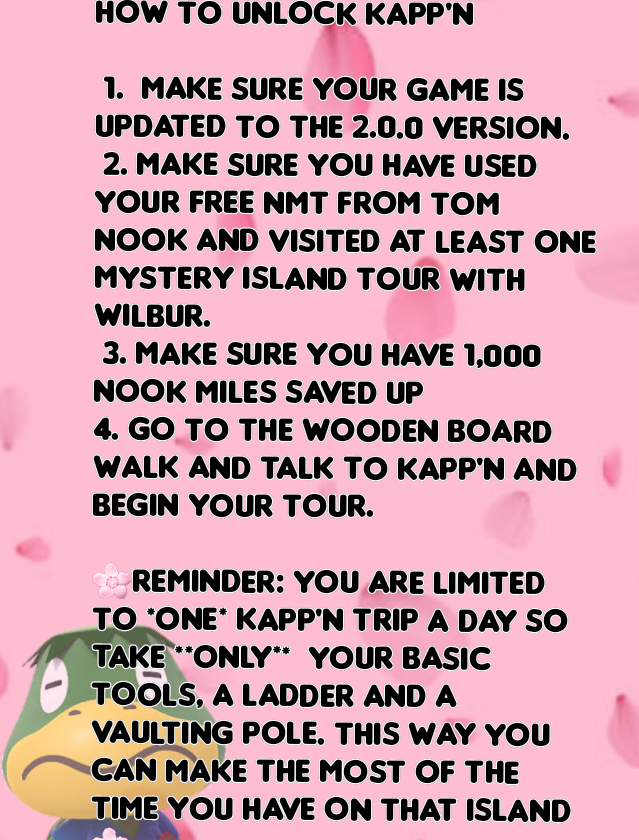 HOW TO UNLOCK KAPP'N
1. MAKE SURE YOUR GAME IS
UPDATED TO THE 2.0.0 VERSION.
2. MAKE SURE YOU HAVE USED
YOUR FREE NMT FROM TOM
NOOK AND VISITED AT LEAST ONE
MYSTERY ISLAND TOUR WITH
WILBUR.
3. MAKE SURE YOU HAVE 1,000
NOOK MILES SAVED UP
4. GO TO THE WOODEN BOARD
WALK AND TALK TO KAPP'N AND
BEGIN YOUR TOUR.
🌸REMINDER: YOU ARE LIMITED
TO *ONE* KAPP'N TRIP A DAY SO
TAKE **ONLY** YOUR BASIC
TOOLS, A LADDER AND A
VAULTING POLE. THIS WAY YOU
CAN MAKE THE MOST OF THE
TIME YOU HAVE ON THAT ISLAND